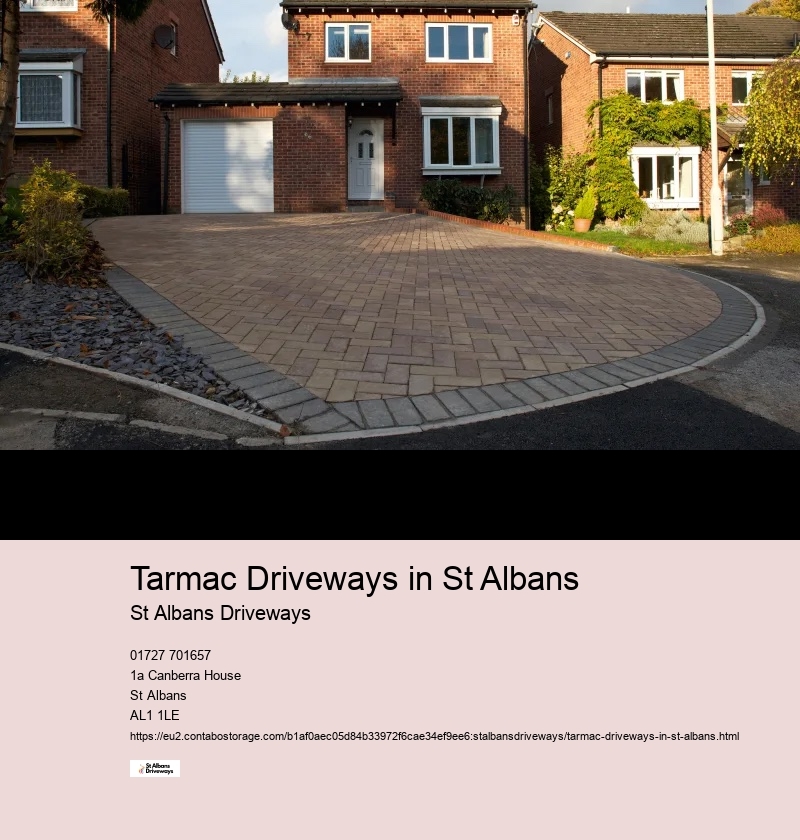 Tarmac Driveways in St Albans
St Albans Driveways
01727 701657
1a Canberra House
St Albans
AL1 1LE
https://eu2.contabostorage.com/b1af0aec05d84b33972f6cae34ef9ee6:stalbansdriveways/tarmac-driveways-in-st-albans.html
St Albans
Driveways